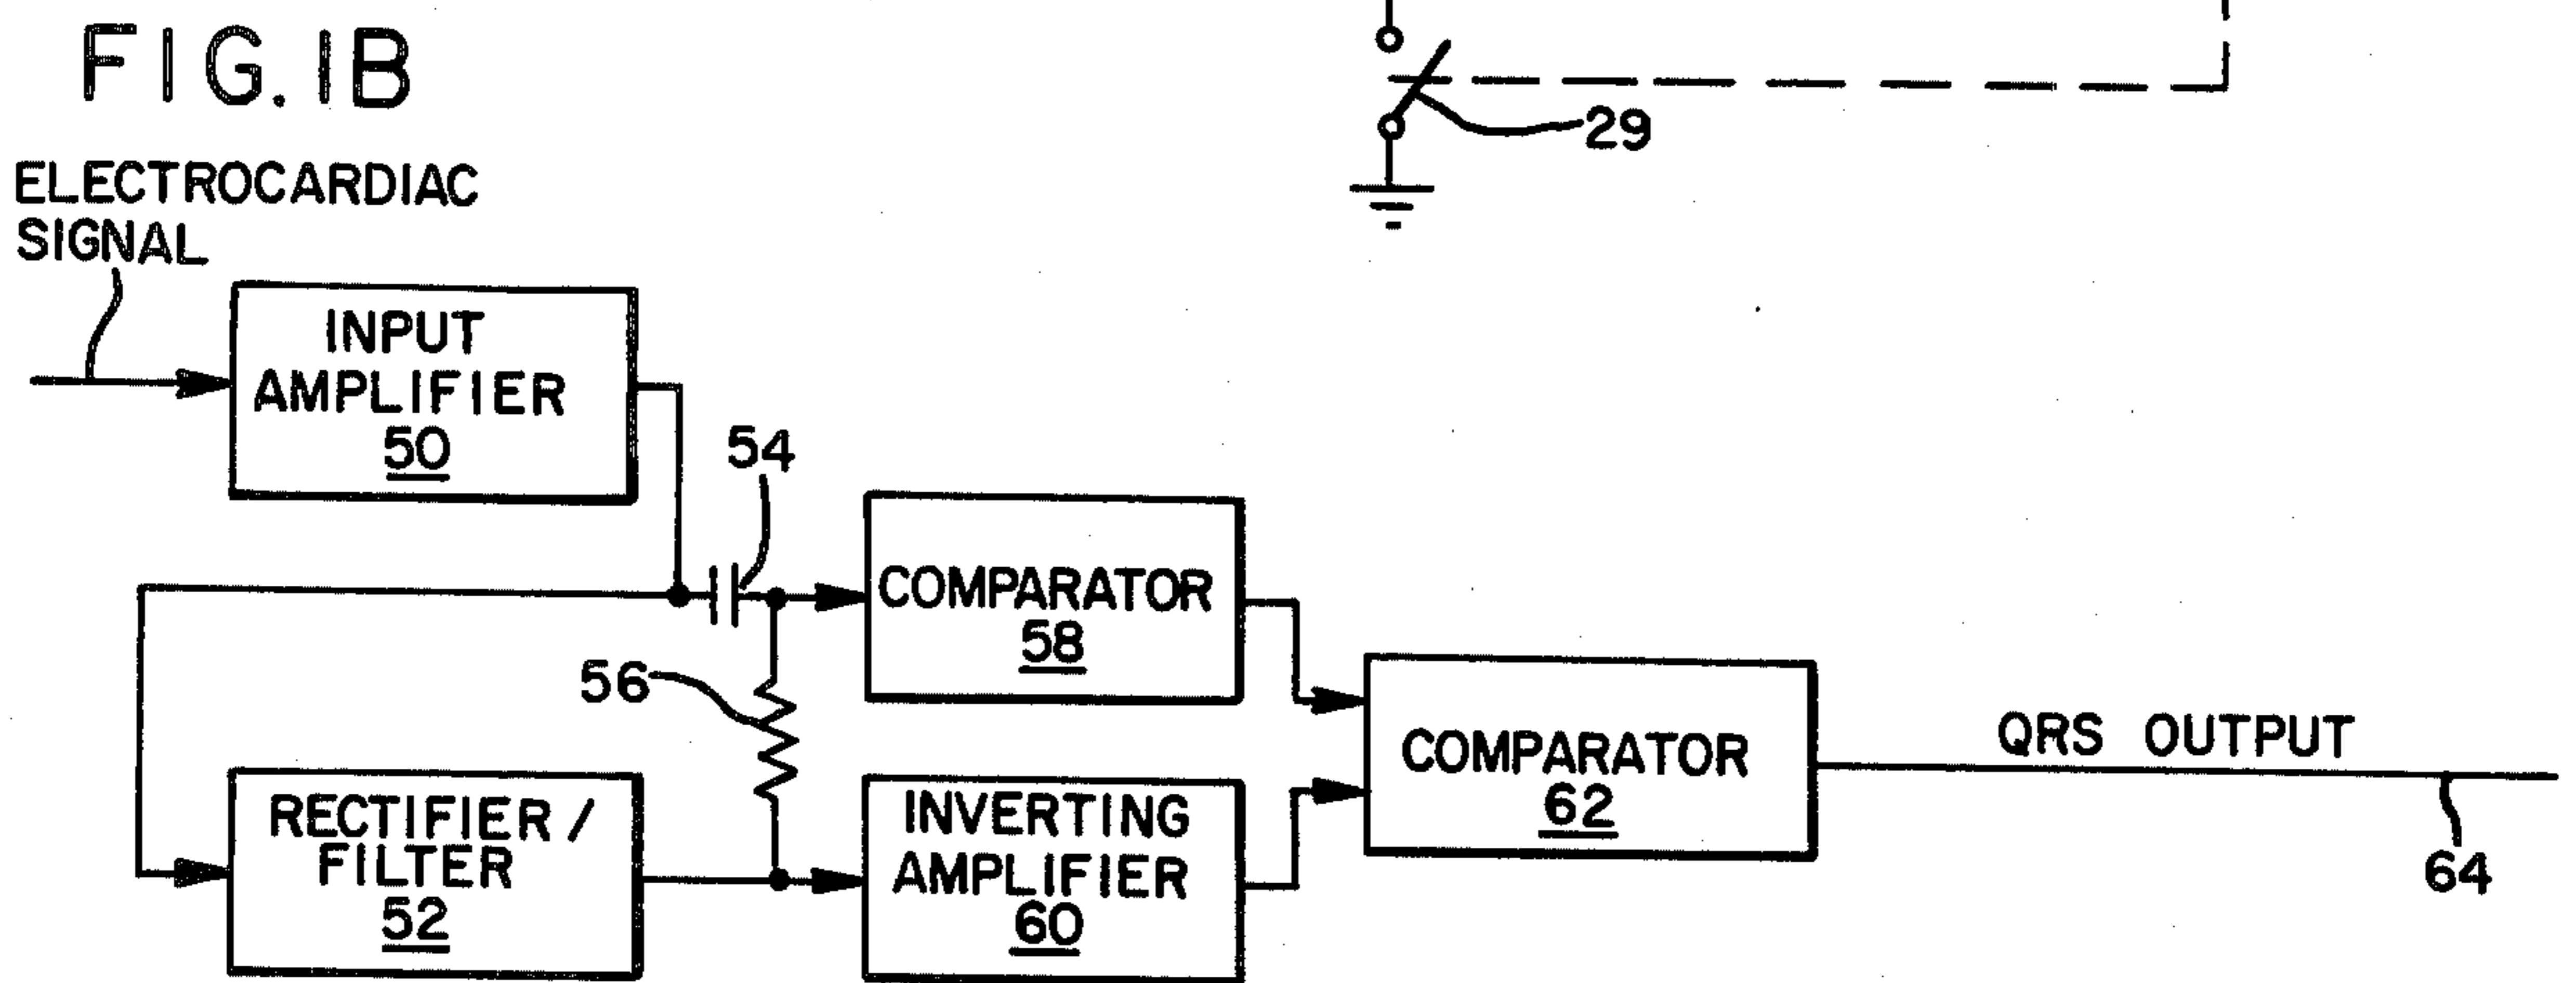 FIG. 1B
29
ELECTROCARDIAC
SIGNAL
INPUT
AMPLIFIER
50
54
COMPARATOR
58
56
COMPARATOR
62
QRS OUTPUT
64
RECTIFIER /
FILTER
52
INVERTING
AMPLIFIER
60